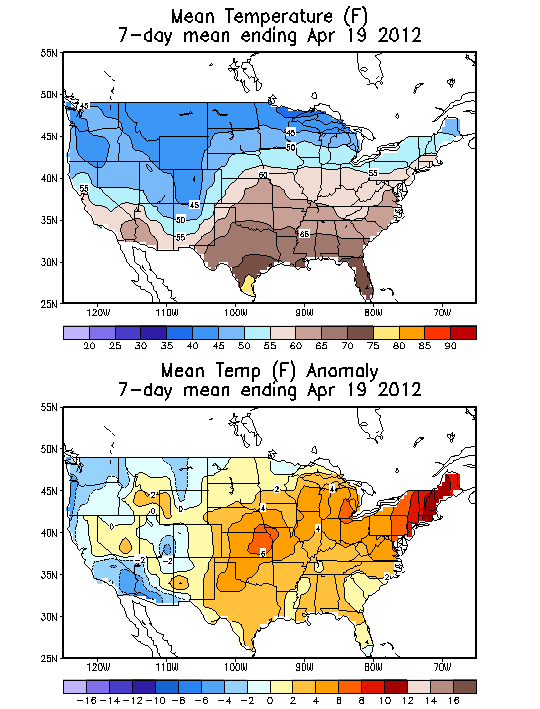 Mean Temperature (F)
7-day mean ending Apr 19 2012
55N
50N
45N
40N
35N
30N
25N
45
45
50
60
55
55
45
50
55
65
120W 110W 100W 90W 80W 70W
20 25 30 35 40 45 50 55 60 65 70 75 80 85 90
Mean Temp (F) Anomaly
7-day mean ending Apr 19 2012
55N
50N
45N
40N
35N
30N
25N
2
2
4
4
0
0
4
6
-2
-2
2
120W 110W 100W 90W 80W 70W
-16 -14 -12 -10 -8 -6 -4 -2 0 2 4 6 8 10 12 14 16